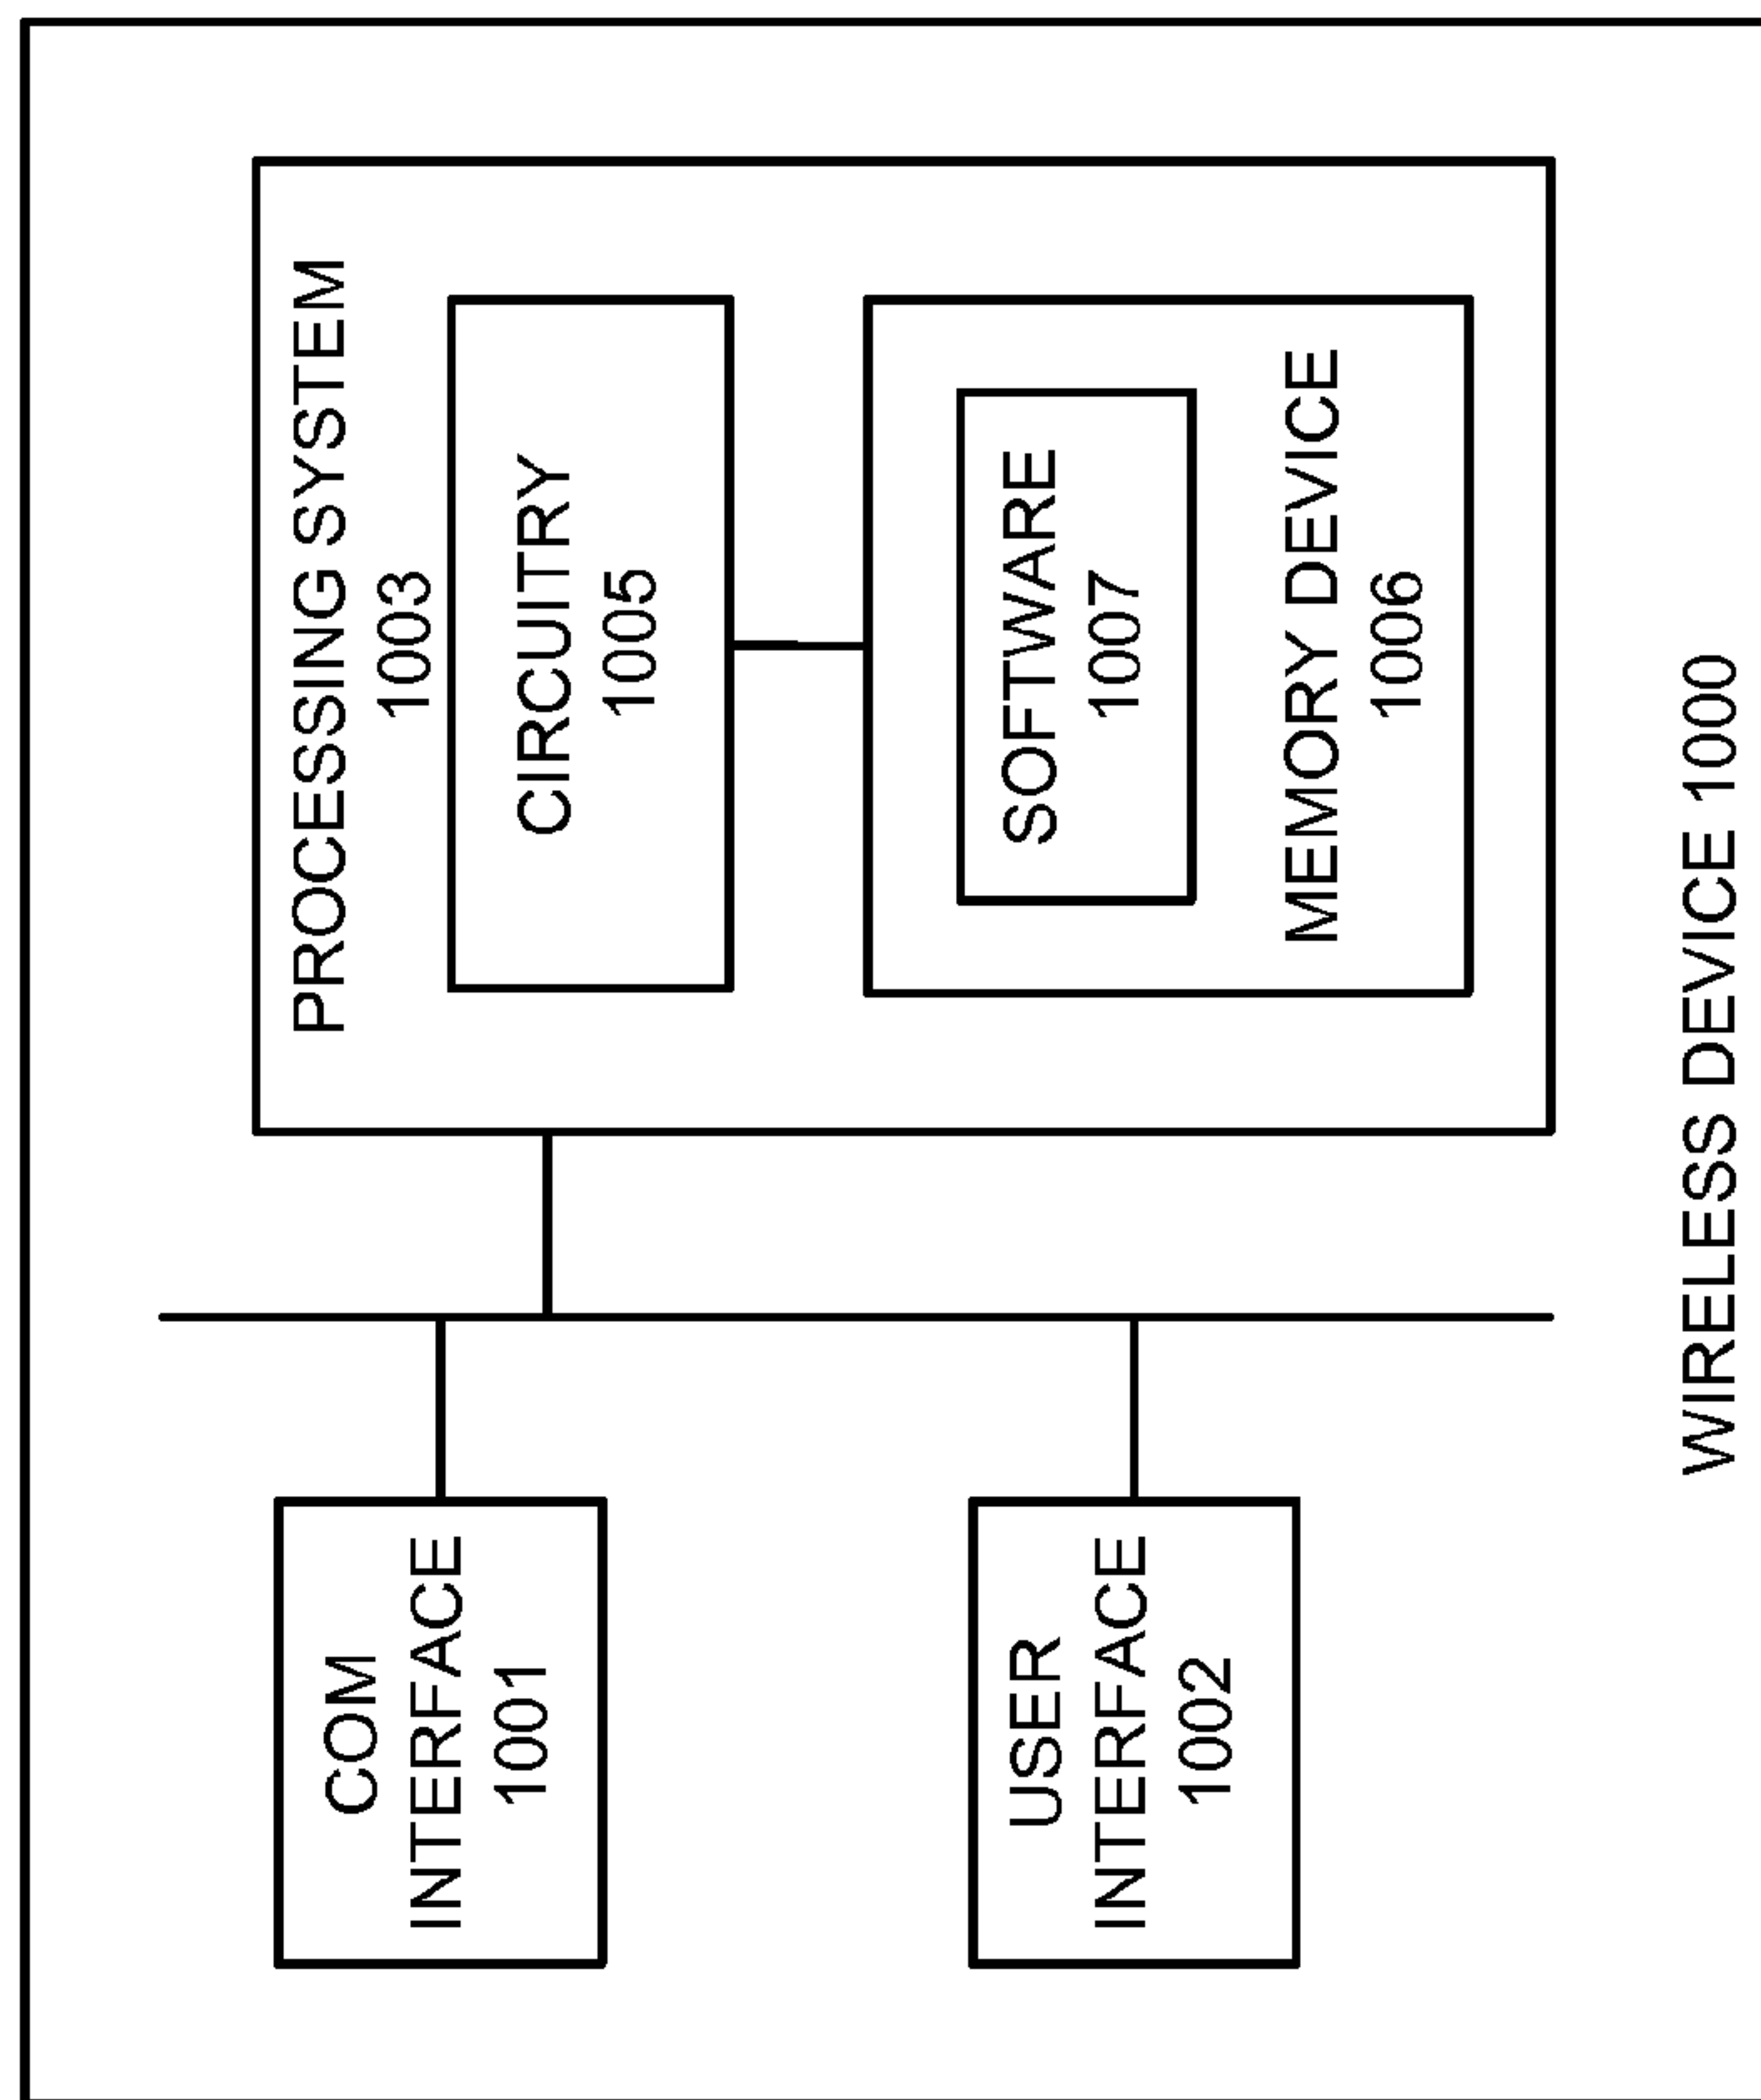 COM
INTERFACE
1001
USER
INTERFACE
1002
PROCESSING SYSTEM
1003
CIRCUITRY
1005
SOFTWARE
1007
MEMORY DEVICE
1006
WIRELESS DEVICE 1000